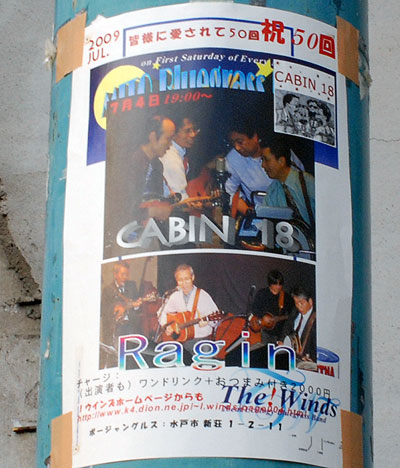 2009
JUL.
皆様に愛されて50回 祝50回
on First Saturday of Every
7月4日 19:00～
CABIN 18
CABIN 18
Ragin
チャージ:
(出演者も) ワンドリンク+おつまみ付き2,000円
The!Winds
!ウインズホームページからも
ボージャングルス:水戸市 新荘 1-2-11